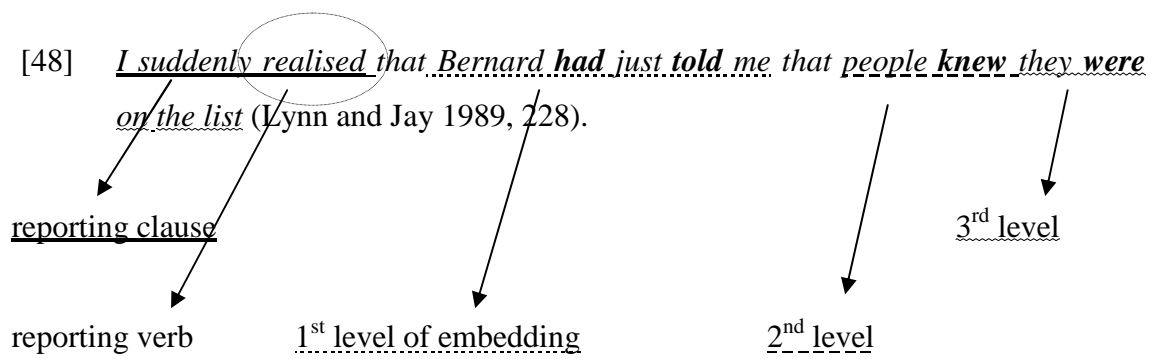 [48] I suddenly realised that Bernard had just told me that people knew they were
on the list (Lynn and Jay 1989, 228).
reporting clause 3rd level
reporting verb 1st level of embedding 2nd level